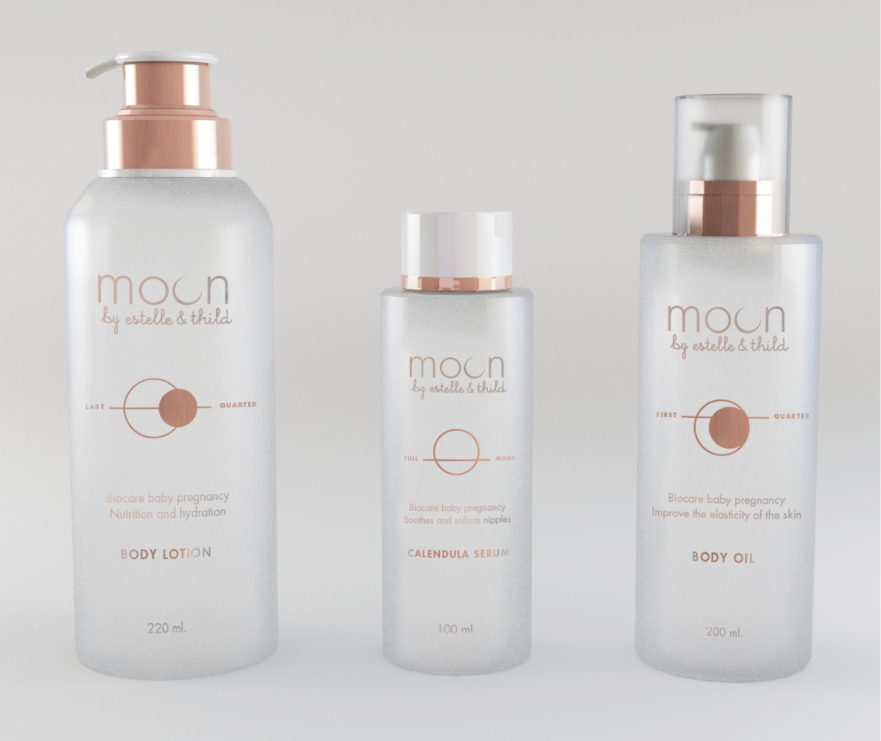 moon
by estelle & thild
LAST QUARTER
Biocare baby pregnancy
Nutrition and hydration
BODY LOTION
220 ml.
moon
by estelle & thild
FULL MOON
Biocare baby pregnancy
Soothes and softens nipples
CALENDULA SERUM
100 ml.
moon
by estelle & thild
FIRST QUARTER
Biocare baby pregnancy
Improve the elasticity of the skin
BODY OIL
200 ml.